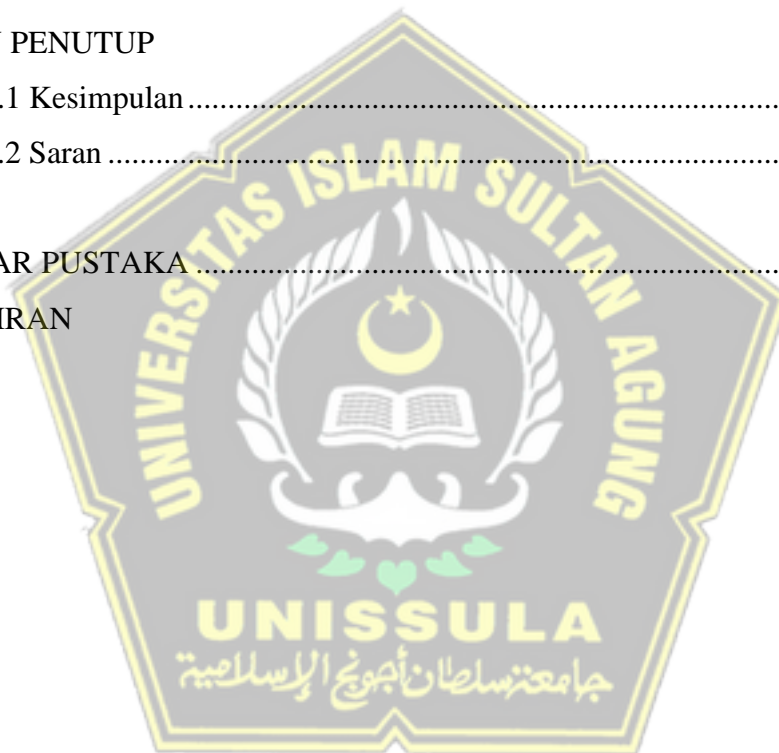 PENUTUP
.1 Kesimpulan ................................................................................
.2 Saran ................................................................................
AR PUSTAKA ................................................................................
IRAN
UNIVERSITAS ISLAM SULTAN AGUNG
UNISSULA
جامعة سلطان أجونج الإسلامية